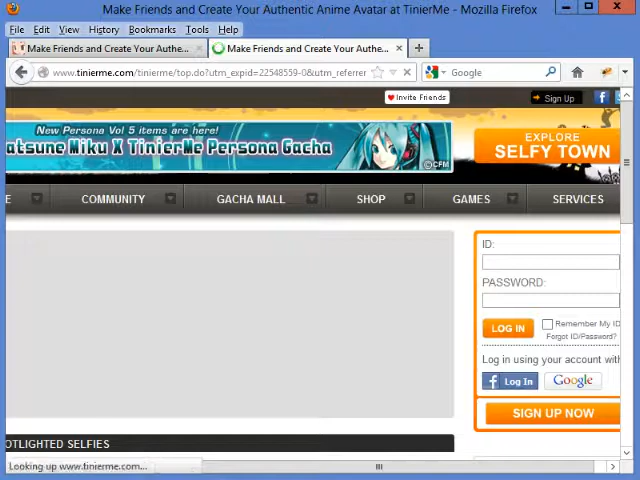 Make Friends and Create Your Authentic Anime Avatar at TinierMe - Mozilla Firefox
File Edit View History Bookmarks Tools Help
Make Friends and Create Your Authe...
Make Friends and Create Your Authe...
www.tinierme.com/tinierme/top.do?utm_expid=22548559-0&utm_referrer
Google
Invite Friends
Sign Up
New Persona Vol 5 items are here!
atsune Miku X TinierMe Persona Gacha
©CFM
EXPLORE
SELFY TOWN
E
COMMUNITY
GACHA MALL
SHOP
GAMES
SERVICES
ID:
PASSWORD:
LOG IN
Remember My ID
Forgot ID/Password?
Log in using your account with
f Log In
Google
SIGN UP NOW
OTLIGHTED SELFIES
Looking up www.tinierme.com...